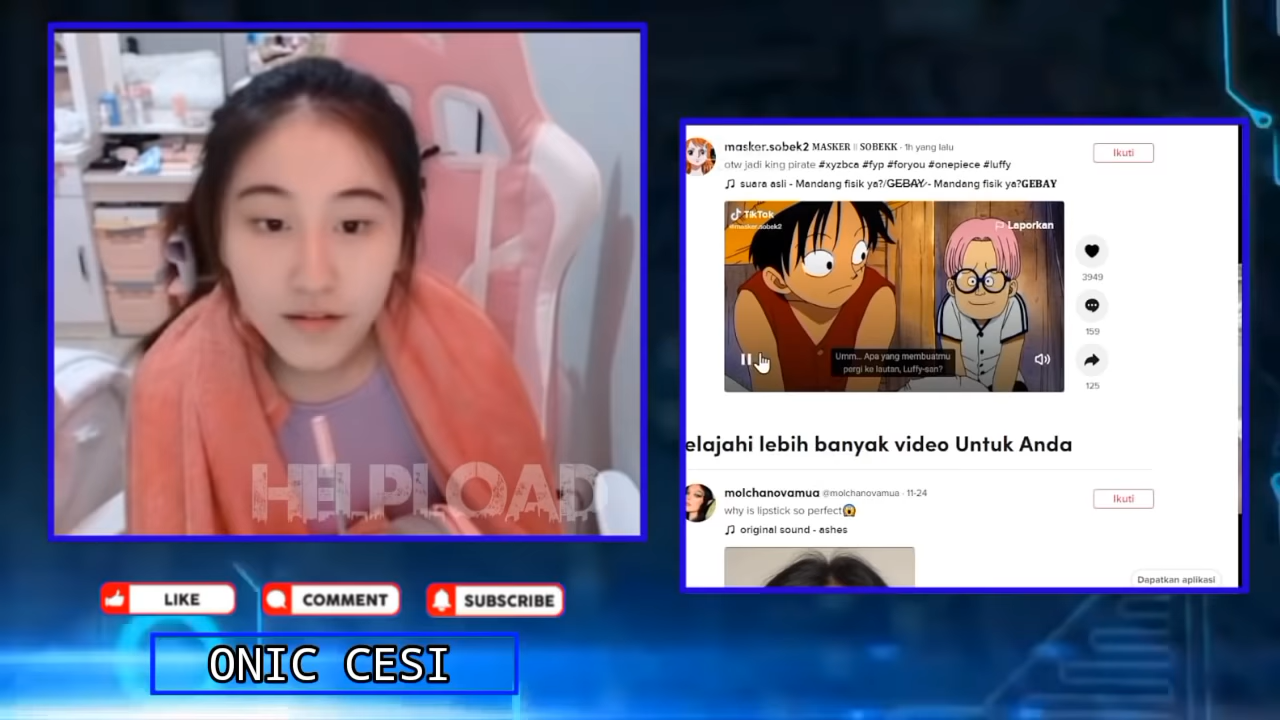 HELPLOAD
LIKE
COMMENT
SUBSCRIBE
ONIC CESI
masker.sobek2 MASKER || SOBEKK · 1h yang lalu
Ikuti
otw jadi king pirate #xyzbca #fyp #foryou #onepiece #luffy
♫ suara asli - Mandang fisik ya?/GEBAY - Mandang fisik ya?GEBAY
TikTok
@masker.sobek2
Laporkan
3949
159
125
Umm... Apa yang membuatmu
pergi ke lautan, Luffy-san?
elajahi lebih banyak video Untuk Anda
molchanovamua @molchanovamua · 11-24
Ikuti
why is lipstick so perfect😱
♫ original sound - ashes
Dapatkan aplikasi